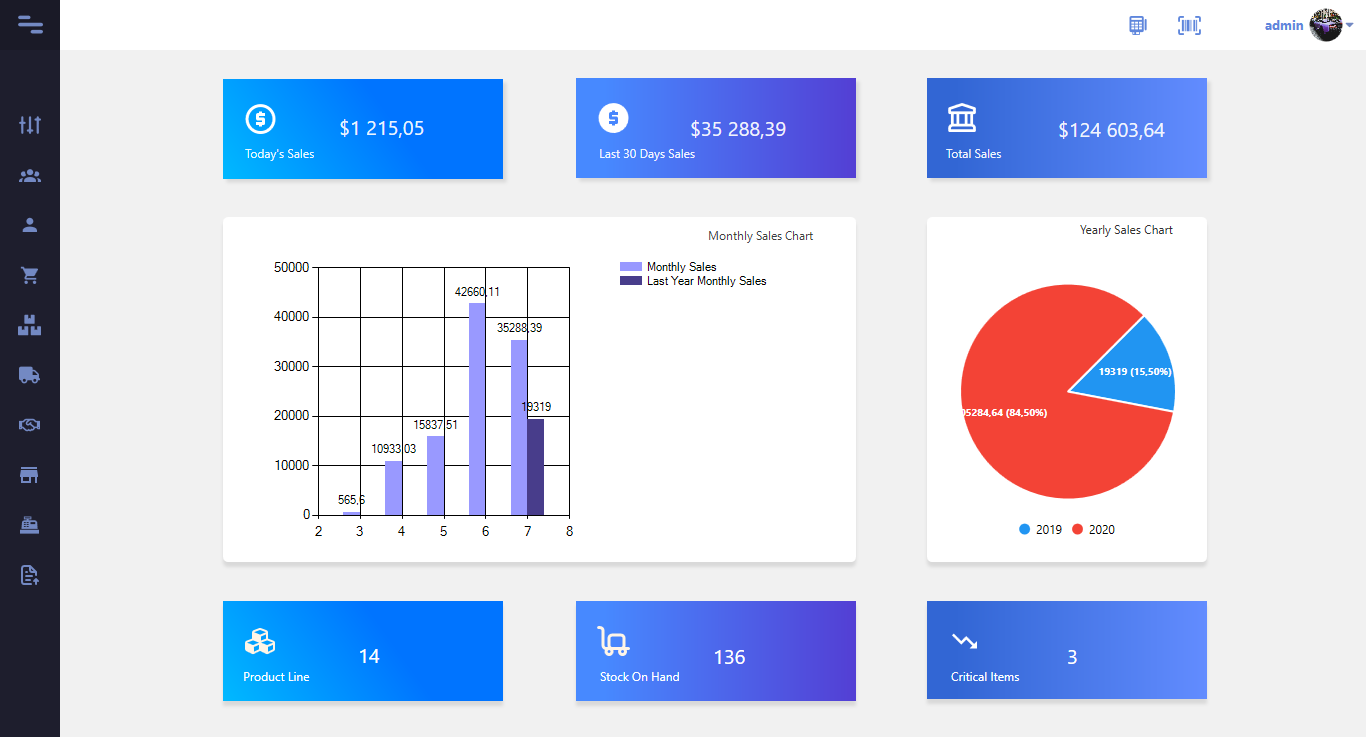 admin
$1 215,05
Today's Sales
$35 288,39
Last 30 Days Sales
$124 603,64
Total Sales
Monthly Sales Chart
Monthly Sales
Last Year Monthly Sales
50000
40000
30000
20000
10000
0
565,6
10933,03
15837,51
42660,11
35288,39
19319
2 3 4 5 6 7 8
Yearly Sales Chart
19319 (15,50%)
05284,64 (84,50%)
2019 2020
14
Product Line
136
Stock On Hand
3
Critical Items